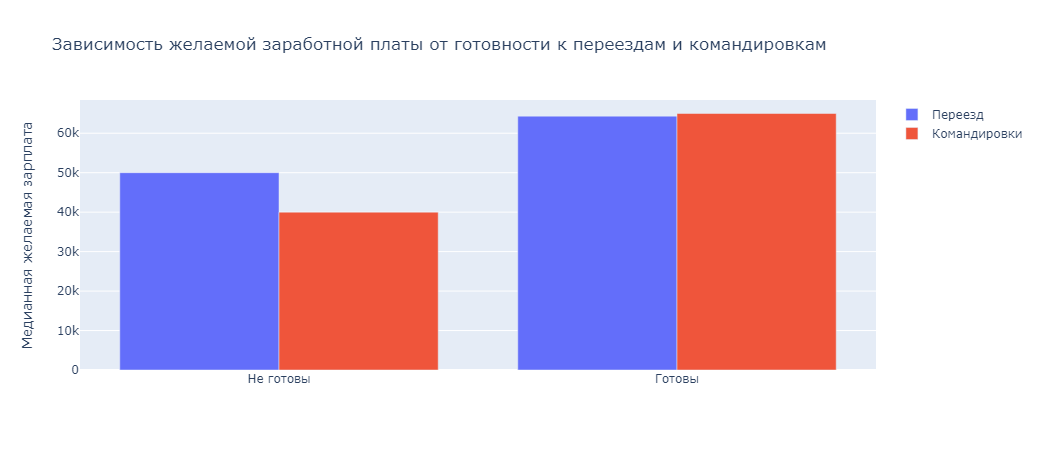 Зависимость желаемой заработной платы от готовности к переездам и командировкам
Переезд
Командировки
Медианная желаемая зарплата
60k
50k
40k
30k
20k
10k
0
Не готовы
Готовы